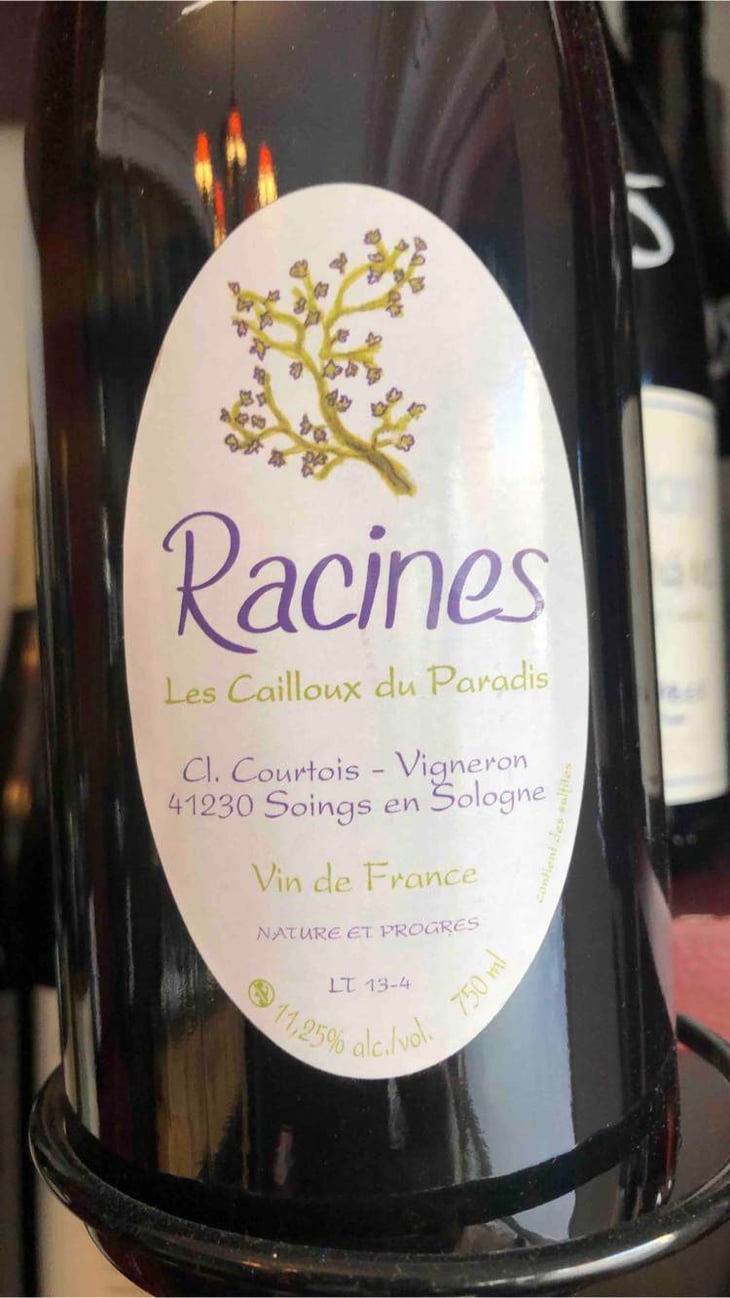 Racines
Les Cailloux du Paradis
Cl. Courtois - Vigneron
41230 Soings en Sologne
contient des sulfites
Vin de France
NATURE ET PROGRES
LT 13-4
11,25% alc./vol.
750 ml